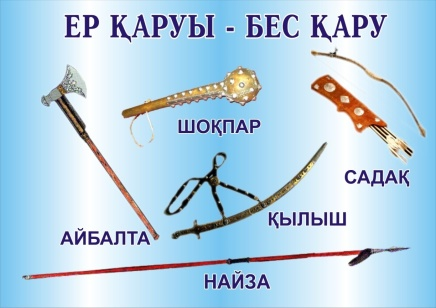 ЕР ҚАРУЫ - БЕС ҚАРУ
ШОҚПАР
САДАҚ
ҚЫЛЫШ
АЙБАЛТА
НАЙЗА